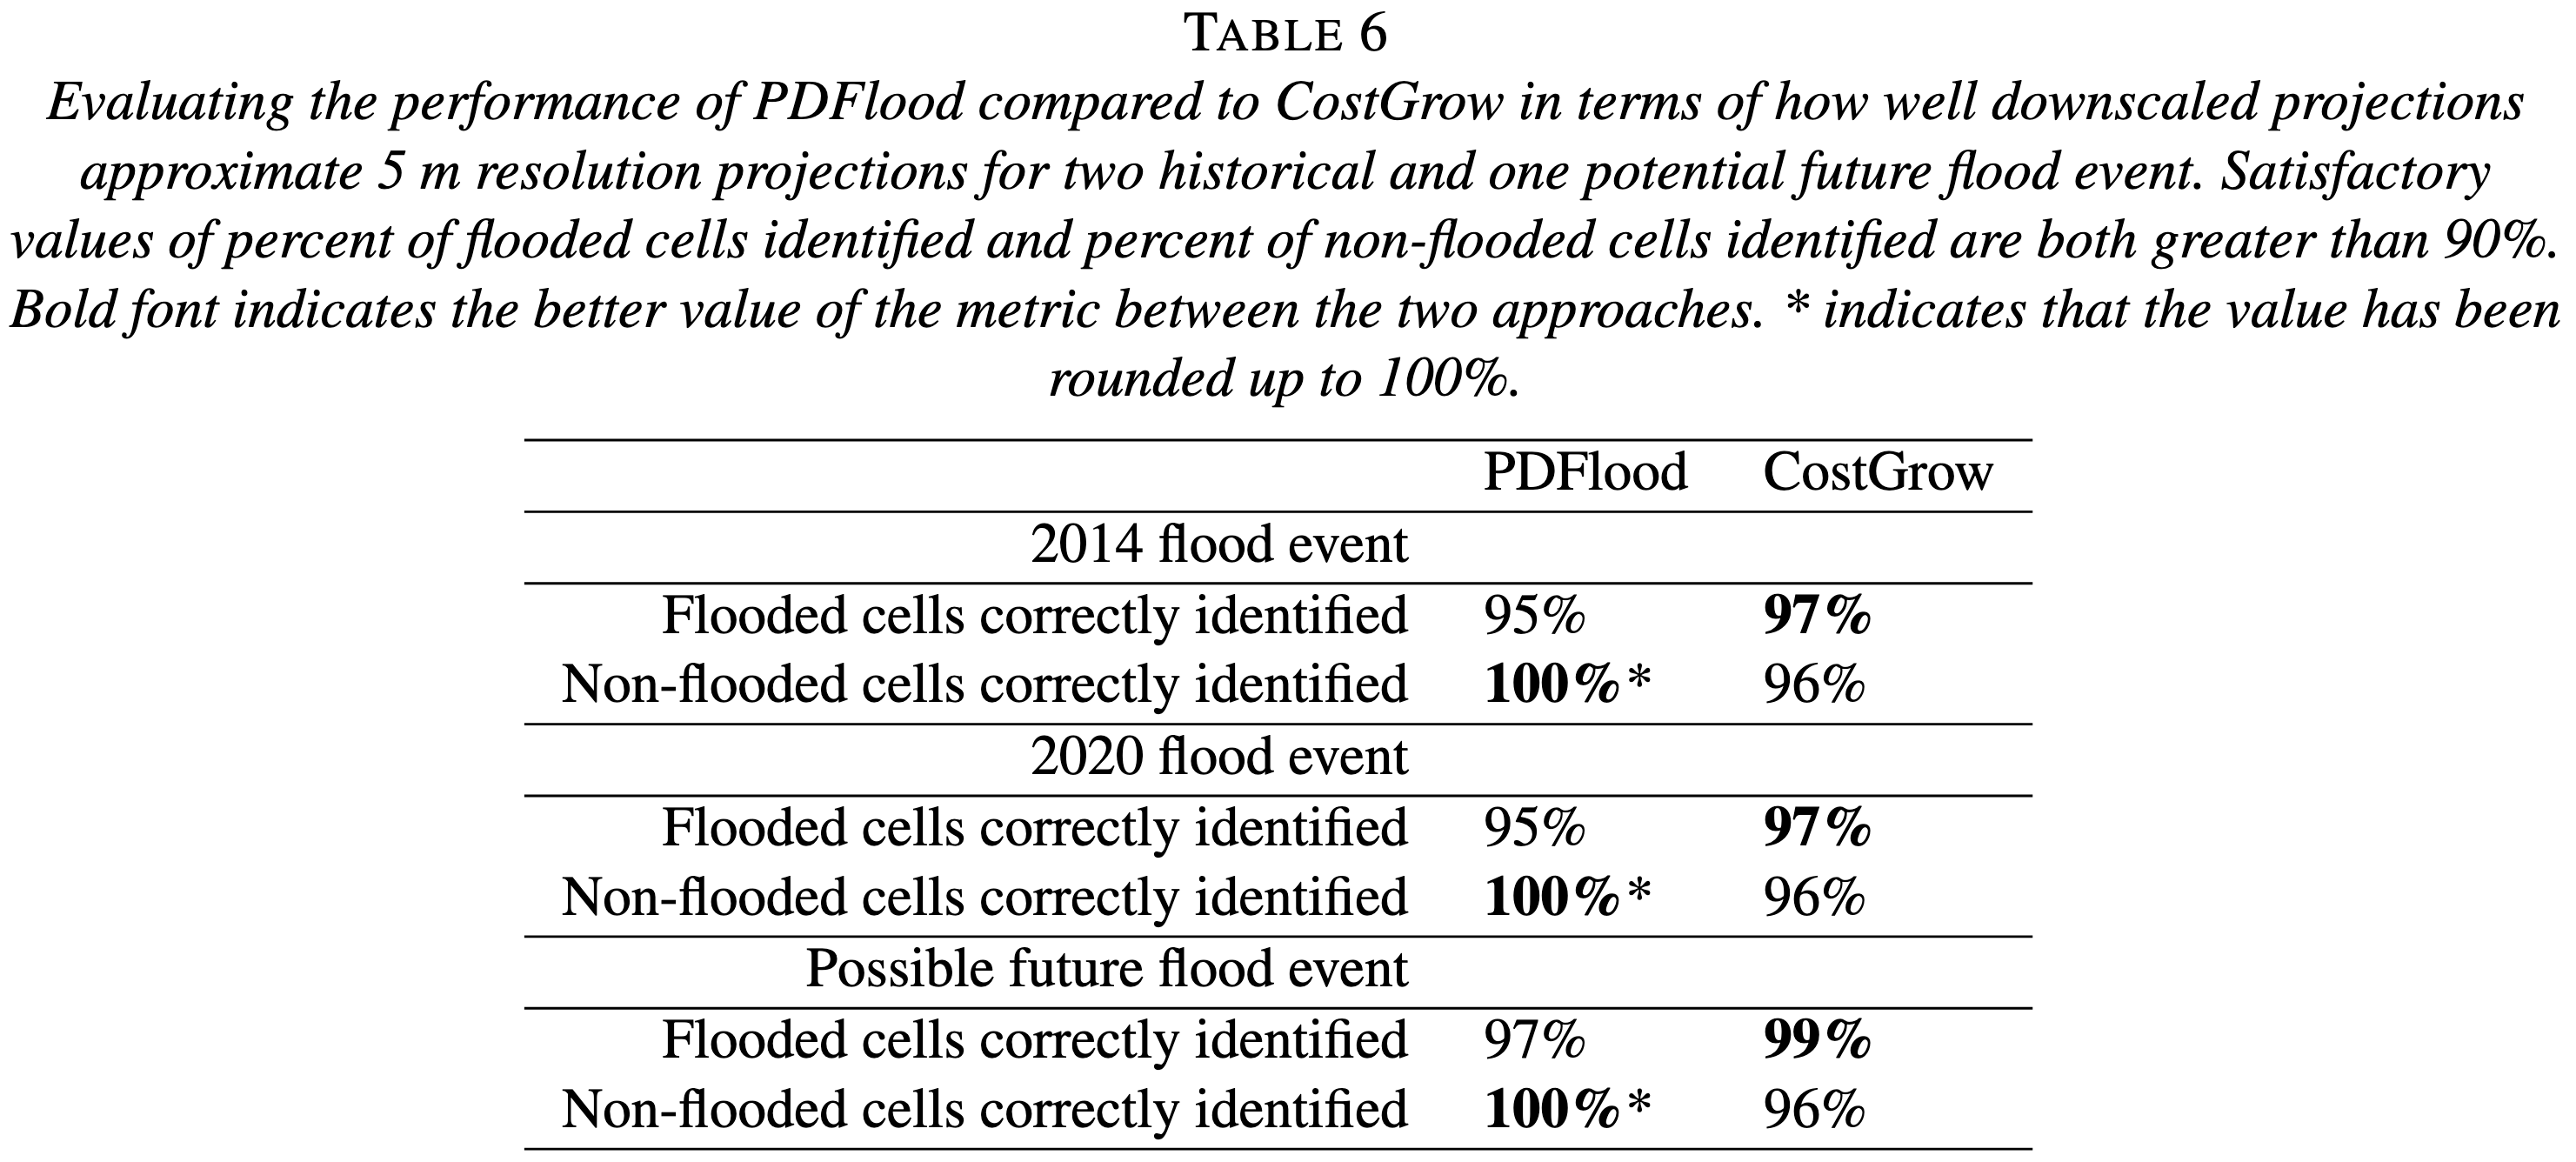 TABLE 6
Evaluating the performance of PDFlood compared to CostGrow in terms of how well downscaled projections
approximate 5 m resolution projections for two historical and one potential future flood event. Satisfactory
values of percent of flooded cells identified and percent of non-flooded cells identified are both greater than 90%.
Bold font indicates the better value of the metric between the two approaches. * indicates that the value has been
rounded up to 100%.
PDFlood CostGrow
2014 flood event
Flooded cells correctly identified 95% 97%
Non-flooded cells correctly identified 100%* 96%
2020 flood event
Flooded cells correctly identified 95% 97%
Non-flooded cells correctly identified 100%* 96%
Possible future flood event
Flooded cells correctly identified 97% 99%
Non-flooded cells correctly identified 100%* 96%